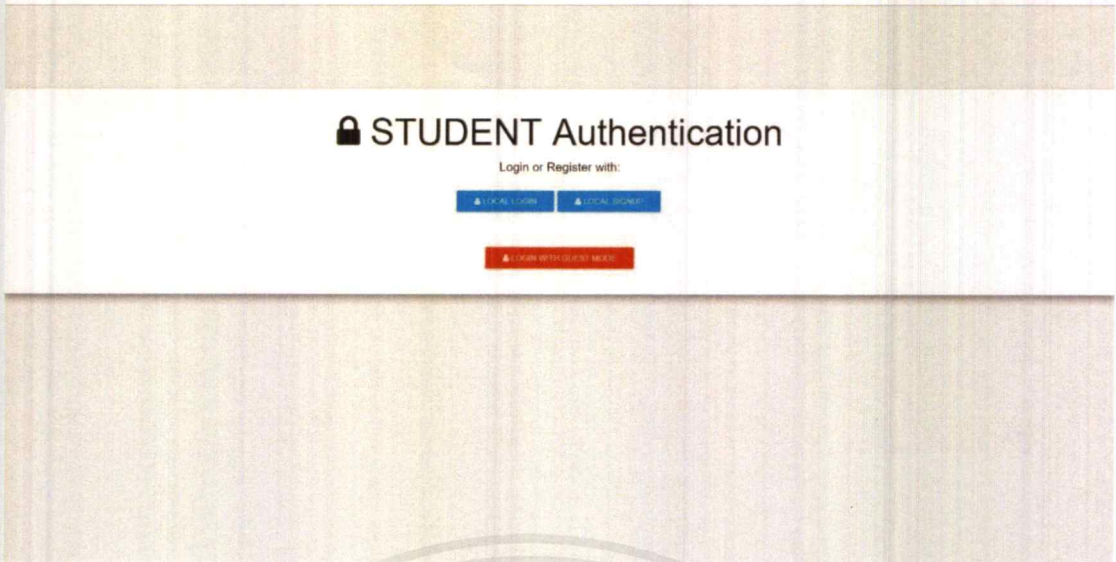 STUDENT Authentication
Login or Register with:
LOCAL LOGIN LOCAL SIGNUP
LOGIN WITH GUEST MODE